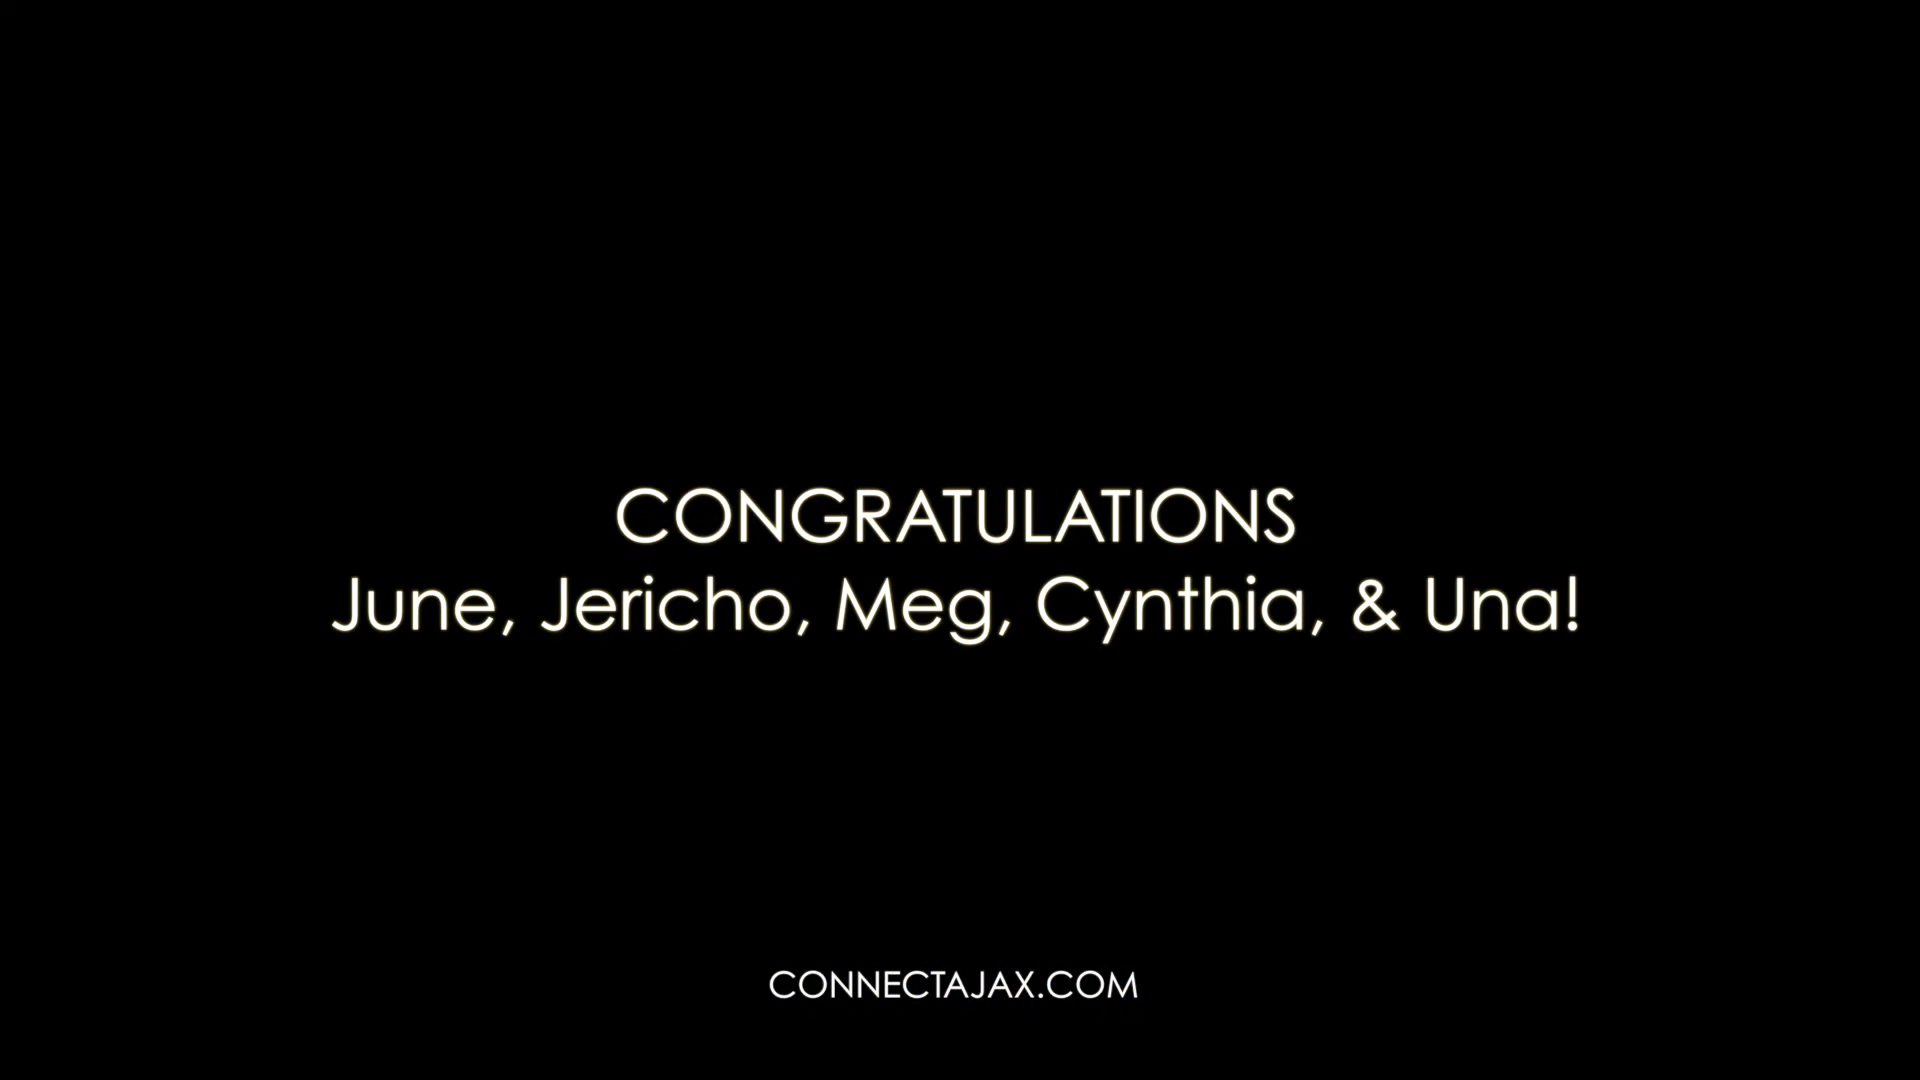 CONGRATULATIONS
June, Jericho, Meg, Cynthia, & Una!
CONNECTAJAX.COM